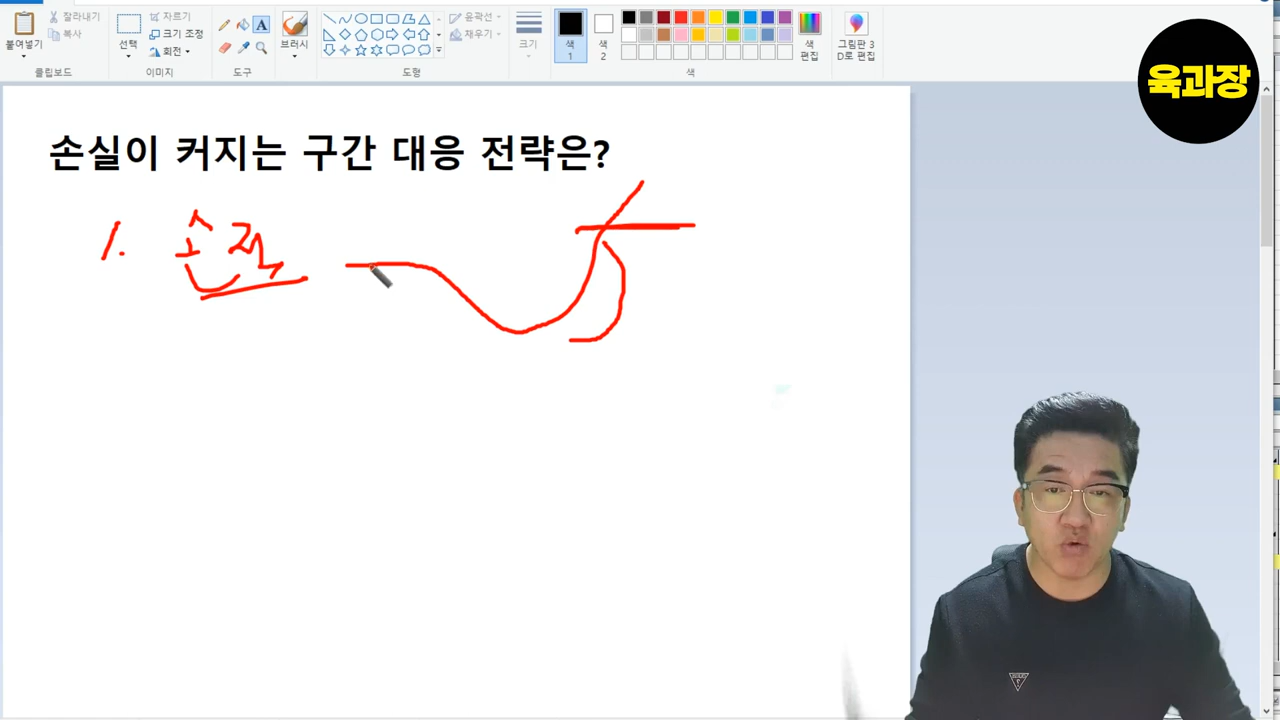 잘라내기
붙여넣기
복사
클립보드
선택
자르기
크기 조정
회전
이미지
A
도구
브러시
윤곽선
채우기
도형
크기
색
1
색
2
색
편집
색
그림판 3
D로 편집
육과장
손실이 커지는 구간 대응 전략은?
1. 손절